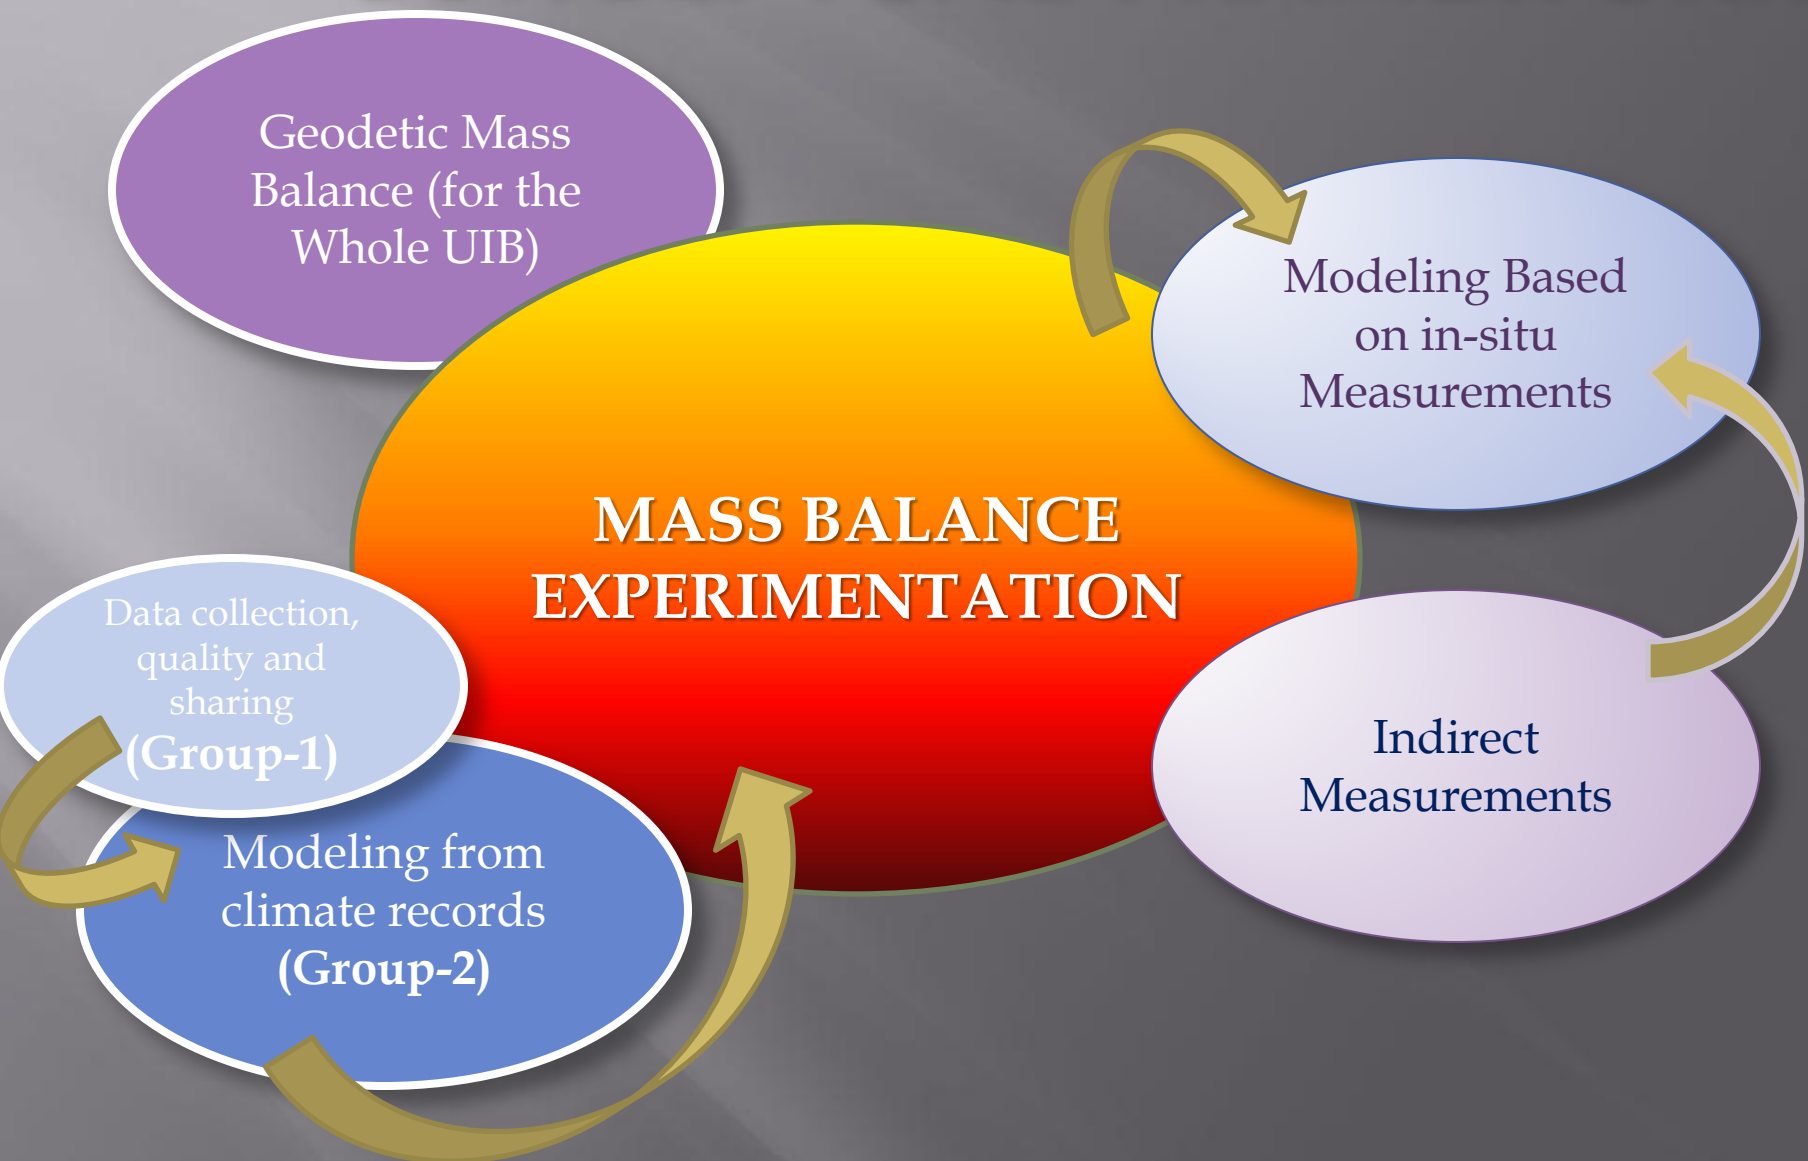 Geodetic Mass
Balance (for the
Whole UIB)
Modeling Based
on in-situ
Measurements
MASS BALANCE
EXPERIMENTATION
Data collection,
quality and
sharing
(Group-1)
Indirect
Measurements
Modeling from
climate records
(Group-2)